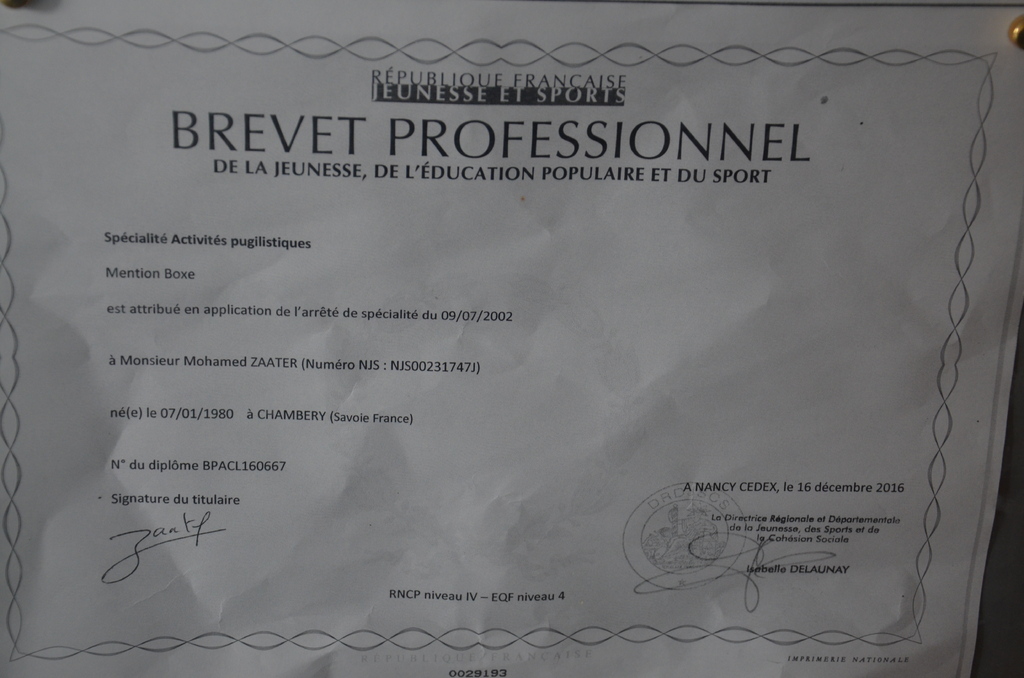 RÉPUBLIQUE FRANÇAISE
JEUNESSE ET SPORTS
BREVET PROFESSIONNEL
DE LA JEUNESSE, DE L'ÉDUCATION POPULAIRE ET DU SPORT
Spécialité Activités pugilistiques
Mention Boxe
est attribué en application de l'arrêté de spécialité du 09/07/2002
à Monsieur Mohamed ZAATER (Numéro NJS : NJS00231747J)
né(e) le 07/01/1980 à CHAMBERY (Savoie France)
N° du diplôme BPACL160667
- Signature du titulaire
A NANCY CEDEX, le 16 décembre 2016
La Directrice Régionale et Départementale
de la Jeunesse, des Sports et de
la Cohésion Sociale
Isabelle DELAUNAY
RNCP niveau IV – EQF niveau 4
RÉPUBLIQUE FRANÇAISE
IMPRIMERIE NATIONALE
0029193